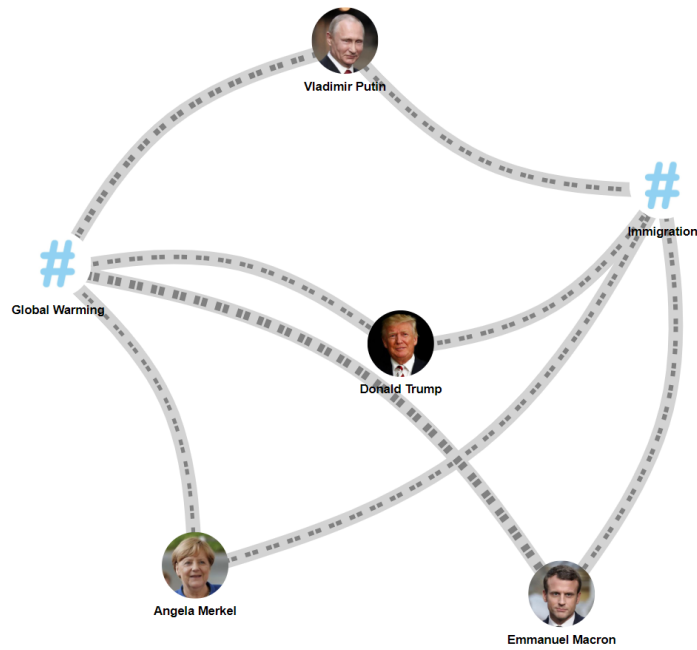 Vladimir Putin
#
Immigration
#
Global Warming
Donald Trump
Angela Merkel
Emmanuel Macron